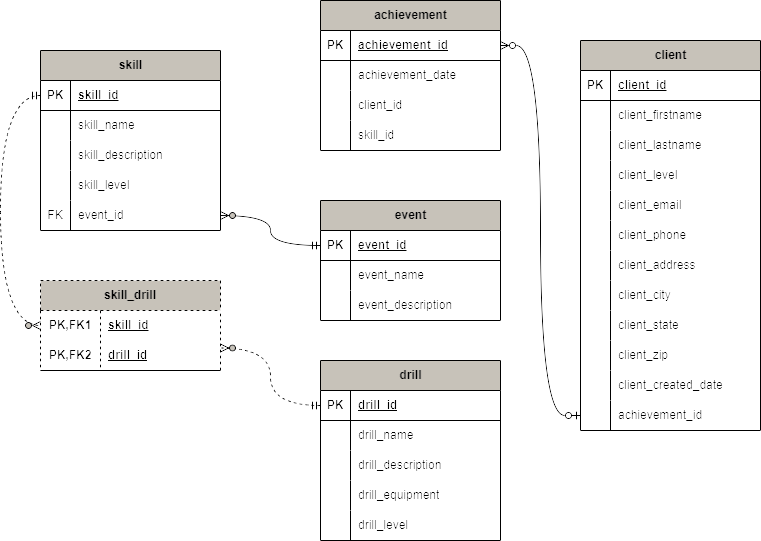 achievement
PK achievement_id
achievement_date
client_id
skill_id
skill
PK skill_id
skill_name
skill_description
skill_level
FK event_id
event
PK event_id
event_name
event_description
skill_drill
PK,FK1 skill_id
PK,FK2 drill_id
drill
PK drill_id
drill_name
drill_description
drill_equipment
drill_level
client
PK client_id
client_firstname
client_lastname
client_level
client_email
client_phone
client_address
client_city
client_state
client_zip
client_created_date
achievement_id